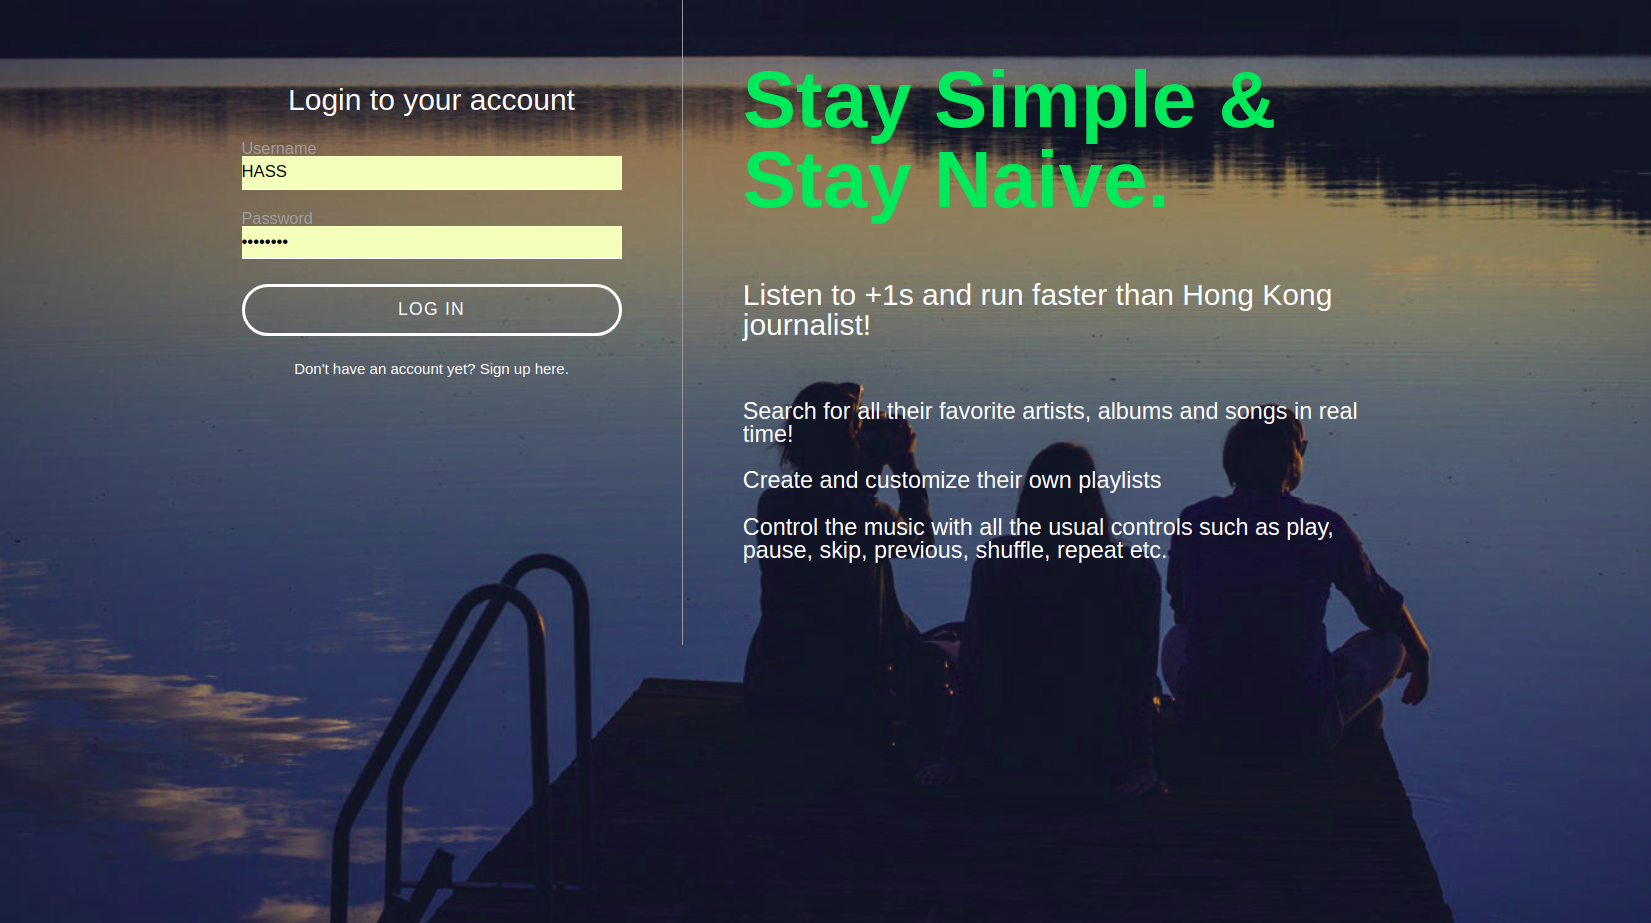 Login to your account
Username
HASS
Password
••••••••
LOG IN
Don't have an account yet? Sign up here.
Stay Simple &
Stay Naive.
Listen to +1s and run faster than Hong Kong
journalist!
Search for all their favorite artists, albums and songs in real
time!
Create and customize their own playlists
Control the music with all the usual controls such as play,
pause, skip, previous, shuffle, repeat etc.